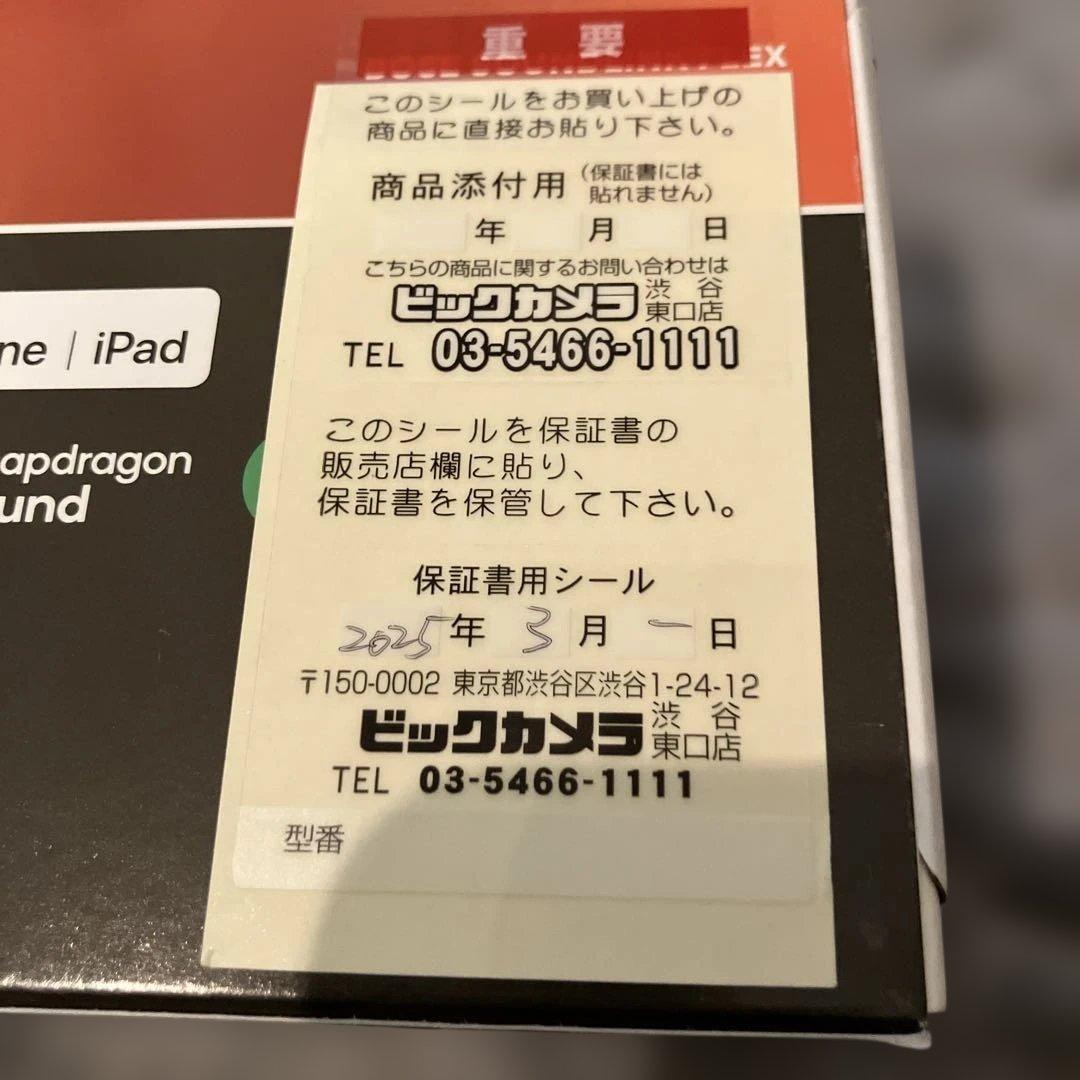 重要
BOSE SOUNDLINK FLEX
このシールをお買い上げの
商品に直接お貼り下さい。
商品添付用 (保証書には
貼れません)
年 月 日
こちらの商品に関するお問い合わせは
ビックカメラ 渋谷
東口店
TEL 03-5466-1111
ne | iPad
apdragon
und
このシールを保証書の
販売店欄に貼り、
保証書を保管して下さい。
保証書用シール
2025年 3月 一日
〒150-0002 東京都渋谷区渋谷1-24-12
ビックカメラ 渋谷
東口店
TEL 03-5466-1111
型番